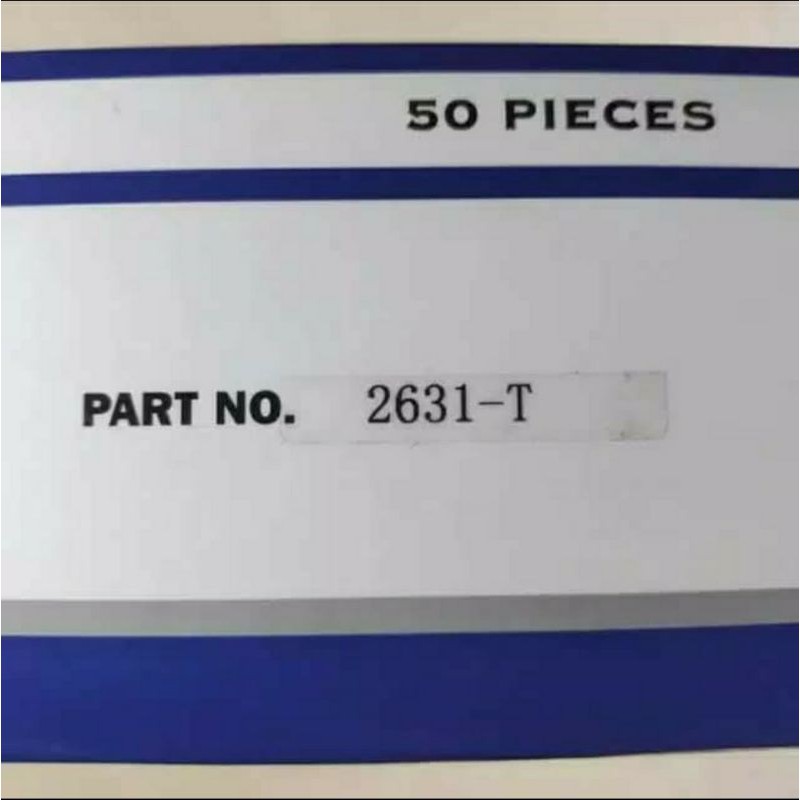 50 PIECES
PART NO. 2631-T